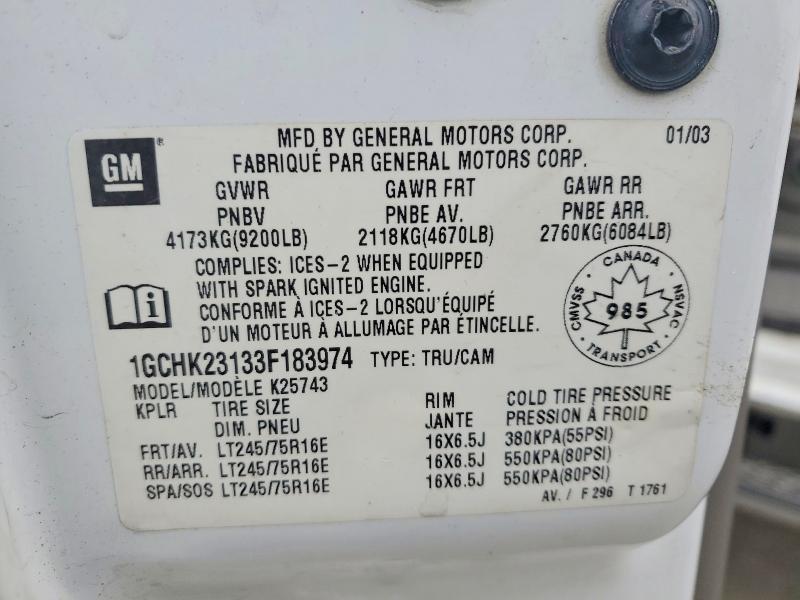 MFD BY GENERAL MOTORS CORP. 01/03
FABRIQUÉ PAR GENERAL MOTORS CORP.
GM ®
GVWR GAWR FRT GAWR RR
PNBV PNBE AV. PNBE ARR.
4173KG(9200LB) 2118KG(4670LB) 2760KG(6084LB)
COMPLIES: ICES-2 WHEN EQUIPPED
WITH SPARK IGNITED ENGINE.
CONFORME À ICES-2 LORSQU'ÉQUIPÉ
D'UN MOTEUR À ALLUMAGE PAR ÉTINCELLE.
i
CANADA
CMVSS 985 NSVAC
TRANSPORT
1GCHK23133F183974 TYPE: TRU/CAM
MODEL/MODÈLE K25743
KPLR TIRE SIZE RIM COLD TIRE PRESSURE
DIM. PNEU JANTE PRESSION À FROID
FRT/AV. LT245/75R16E 16X6.5J 380KPA(55PSI)
RR/ARR. LT245/75R16E 16X6.5J 550KPA(80PSI)
SPA/SOS LT245/75R16E 16X6.5J 550KPA(80PSI)
AV. / F 296 T 1761